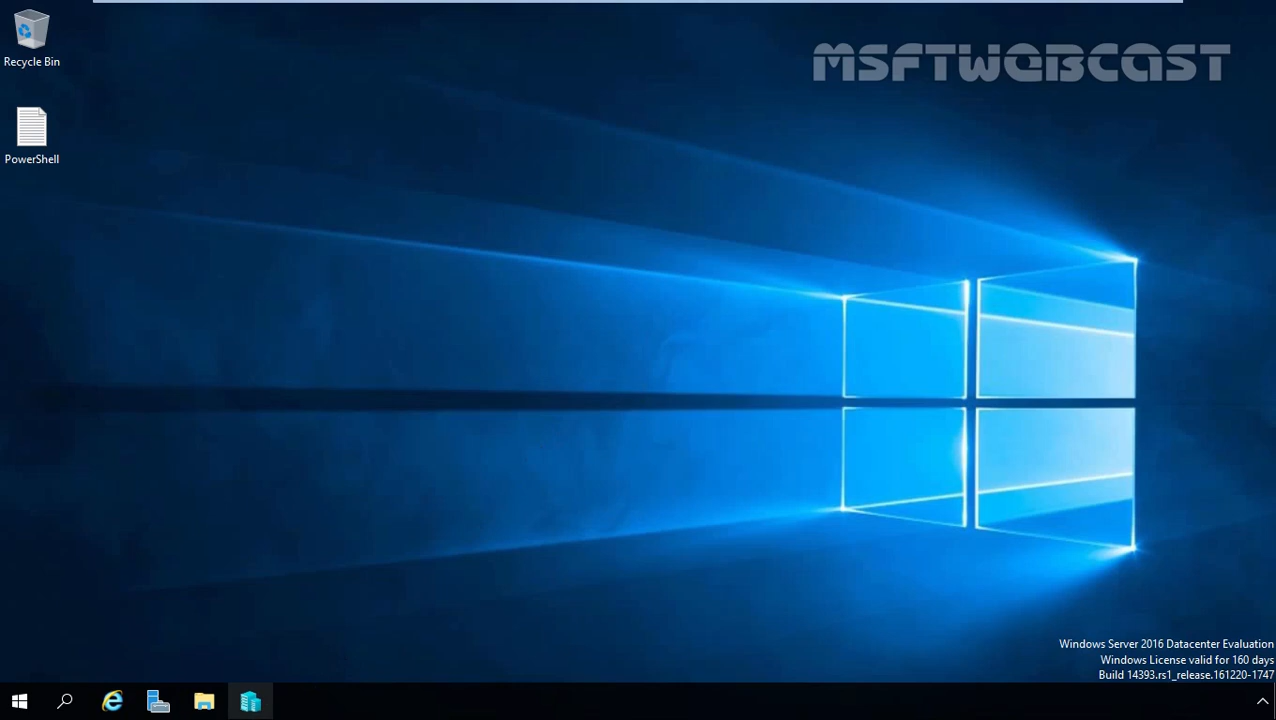 MSFTWEBCAST
Recycle Bin
PowerShell
Windows Server 2016 Datacenter Evaluation
Windows License valid for 160 days
Build 14393.rs1_release.161220-1747